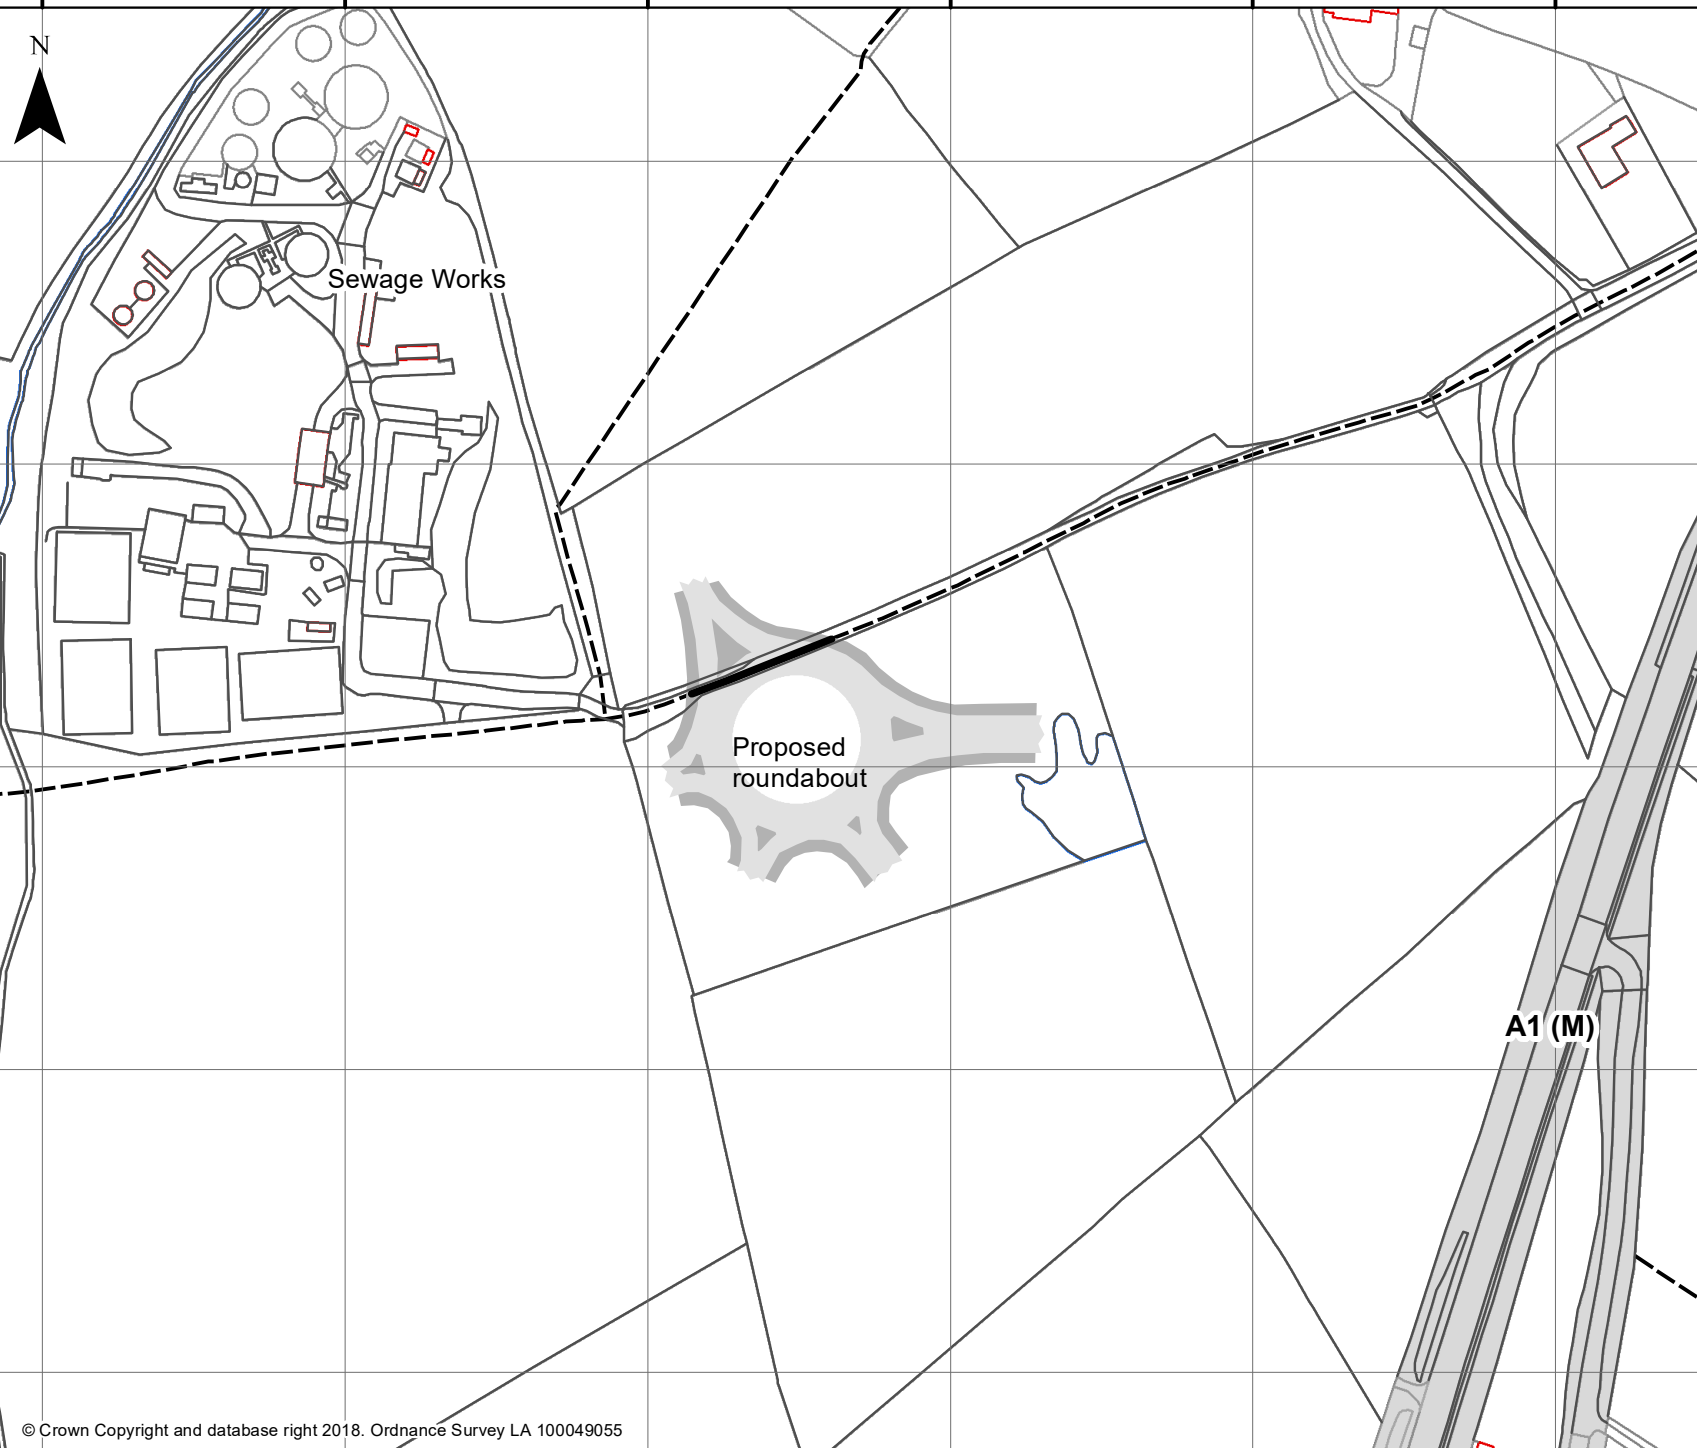 N
Sewage Works
Proposed
roundabout
A1 (M)
© Crown Copyright and database right 2018. Ordnance Survey LA 100049055